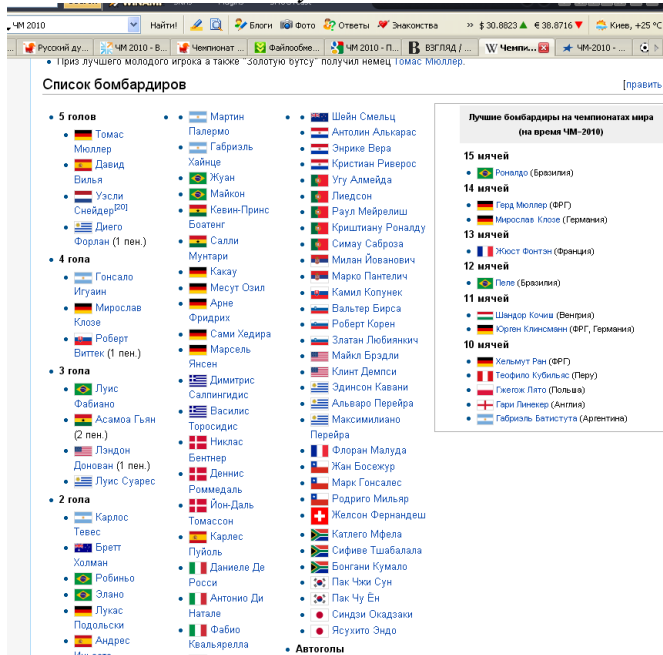 ЧМ 2010
Найти!
Блоги
Фото
Ответы
Знакомства
» $ 30.8823 ▲ € 38.8716 ▼
Киев, +25 °C
Русский ду...
ЧМ 2010 - В...
Чемпионат ...
Файлообме...
ЧМ 2010 - П...
ВЗГЛЯД / ...
Чемпи...
ЧМ-2010 - ...
Приз лучшего молодого игрока а также "Золотую бутсу" получил немец Томас Мюллер.
Список бомбардиров
[править
5 голов
Томас
Мюллер
Давид
Вилья
Уэсли
Снейдер[20]
Диего
Форлан (1 пен.)
4 гола
Гонсало
Игуаин
Мирослав
Клозе
Роберт
Виттек (1 пен.)
3 гола
Луис
Фабиано
Асамоа Гьян
(2 пен.)
Лэндон
Донован (1 пен.)
Луис Суарес
2 гола
Карлос
Тевес
Бретт
Холман
Робиньо
Элано
Лукас
Подольски
Андрес
Мартин
Палермо
Габриэль
Хайнце
Жуан
Майкон
Кевин-Принс
Боатенг
Салли
Мунтари
Какау
Месут Озил
Арне
Фридрих
Сами Хедира
Марсель
Янсен
Димитрис
Салпингидис
Василис
Торосидис
Никлас
Бентнер
Деннис
Роммедаль
Йон-Даль
Томассон
Карлес
Пуйоль
Даниеле Де
Росси
Антонио Ди
Натале
Фабио
Квальярелла
Шейн Смельц
Антолин Алькарас
Энрике Вера
Кристиан Риверос
Угу Алмейда
Лиедсон
Раул Мейрелиш
Криштиану Роналду
Симау Саброза
Милан Йованович
Марко Пантелич
Камил Копунек
Вальтер Бирса
Роберт Корен
Златан Любиянкич
Майкл Брэдли
Клинт Демпси
Эдинсон Кавани
Альваро Перейра
Максимилиано
Перейра
Флоран Малуда
Жан Босежур
Марк Гонсалес
Родриго Мильяр
Желсон Фернандеш
Катлего Мфела
Сифиве Тшабалала
Бонгани Кумало
Пак Чжи Сун
Пак Чу Ён
Синдзи Окадзаки
Ясухито Эндо
Автоголы
Лучшие бомбардиры на чемпионатах мира
(на время ЧМ-2010)
15 мячей
Роналдо (Бразилия)
14 мячей
Герд Мюллер (ФРГ)
Мирослав Клозе (Германия)
13 мячей
Жюст Фонтэн (Франция)
12 мячей
Пеле (Бразилия)
11 мячей
Шандор Кочиш (Венгрия)
Юрген Клинсманн (ФРГ, Германия)
10 мячей
Хельмут Ран (ФРГ)
Теофило Кубильяс (Перу)
Гжегож Лято (Польша)
Гари Линекер (Англия)
Габриэль Батистута (Аргентина)